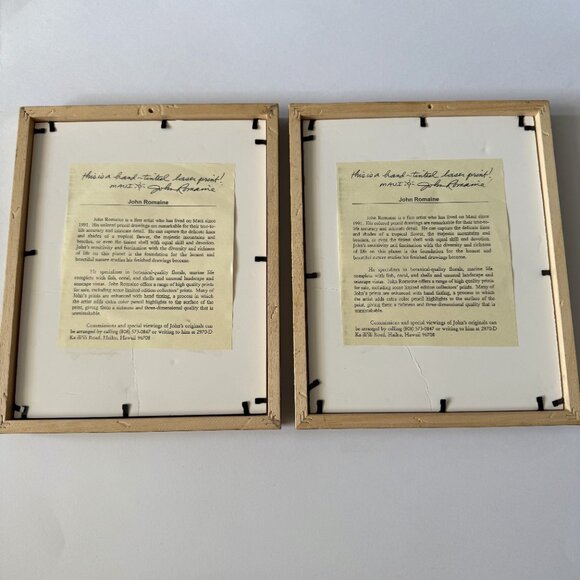 this is a hand-tinted laser print!
MAUI John Romaine
John Romaine
John Romaine is a fine artist who has lived on Maui since
1991. His colored pencil drawings are remarkable for their true-to-
life accuracy and intricate detail. He can capture the delicate lines
and shades of a tropical flower, the majestic mountains and
beaches, or even the tiniest shell with equal skill and devotion.
John's sensitivity and fascination with the diversity and richness
of life on this planet is the foundation for the honest and
beautiful nature studies his finished drawings become.
He specializes in botanical-quality florals, marine life
complete with fish, coral, and shells and unusual landscape and
seascape vistas. John Romaine offers a range of high quality prints
for sale, including some limited edition collectors' prints. Many of
John's prints are enhanced with hand tinting, a process in which
the artist adds extra color pencil highlights to the surface of the
print, giving them a richness and three-dimensional quality that is
unmistakable.
Commissions and special viewings of John's originals can
be arranged by calling (808) 573-0847 or writing to him at 2970-D
Road, Haiku, Hawaii 96708
this is a hand-tinted laser print!
MAUI John Romaine
John Romaine
John Romaine is a fine artist who has lived on Maui since
1991. His colored pencil drawings are remarkable for their true-to-
life accuracy and intricate detail. He can capture the delicate lines
and shades of a tropical flower, the majestic mountains and
beaches, or even the tiniest shell with equal skill and devotion.
John's sensitivity and fascination with the diversity and richness
of life on this planet is the foundation for the honest and
beautiful nature studies his finished drawings become.
He specializes in botanical-quality florals, marine life
complete with fish, coral, and shells and unusual landscape and
seascape vistas. John Romaine offers a range of high quality prints
for sale, including some limited edition collectors' prints. Many of
John's prints are enhanced with hand tinting, a process in which
the artist adds extra color pencil highlights to the surface of the
print, giving them a richness and three-dimensional quality that is
unmistakable.
Commissions and special viewings of John's originals can
be arranged by calling (808) 573-0847 or writing to him at 2970-D
Road, Haiku, Hawaii 96708